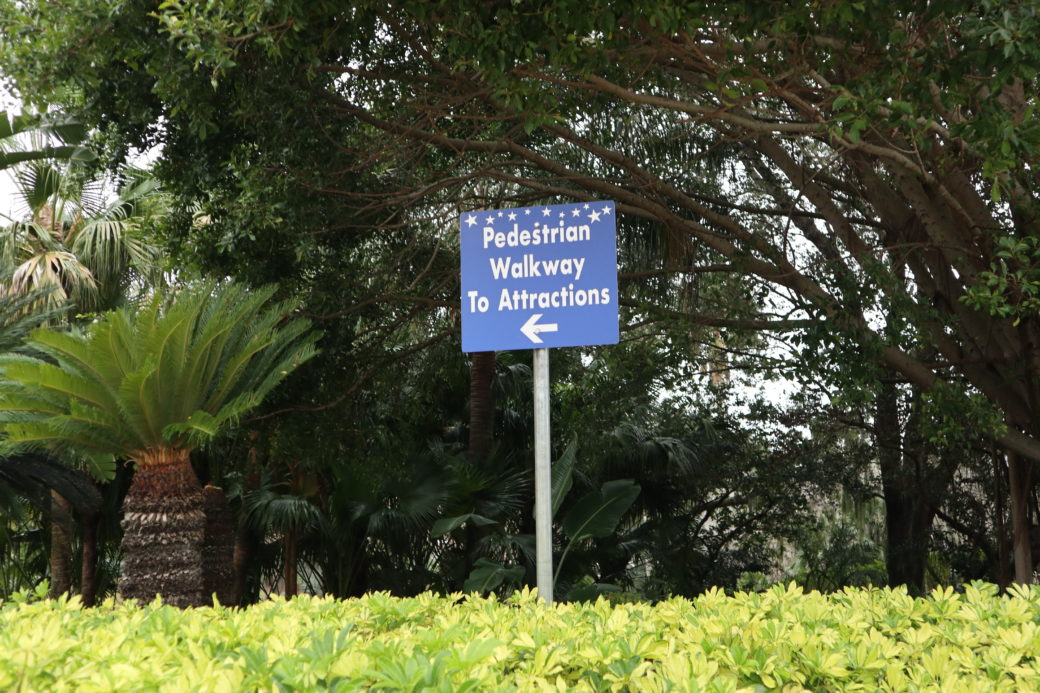 Pedestrian
Walkway
To Attractions